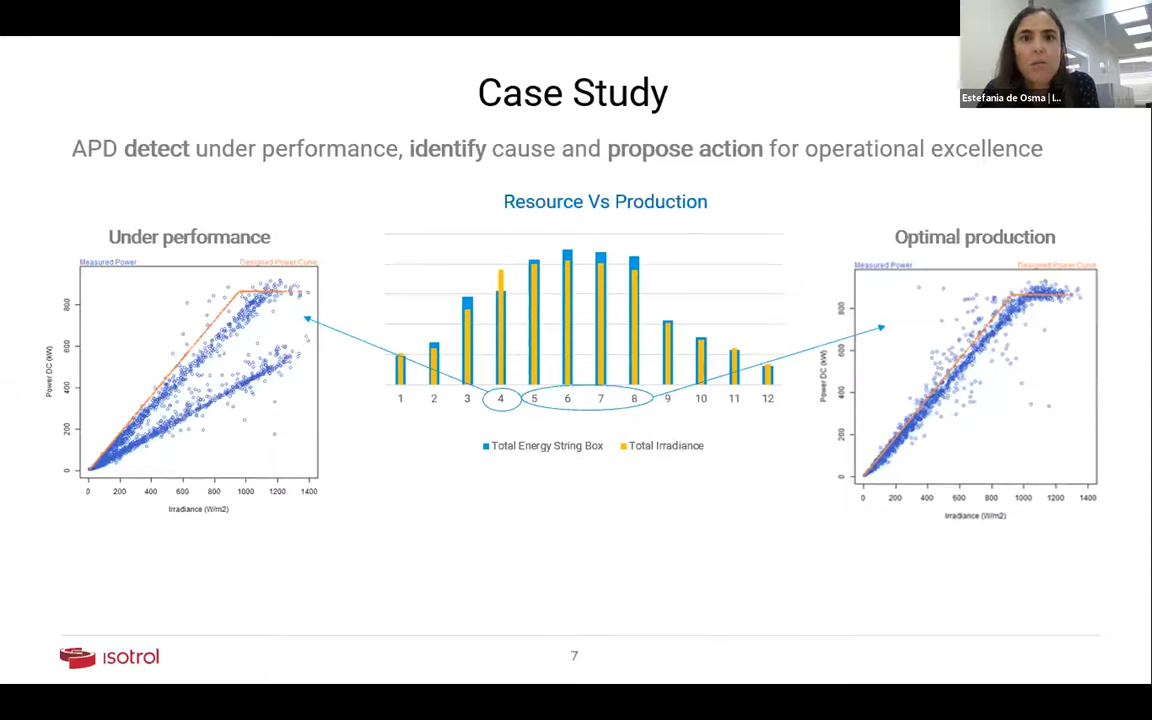 Estefania de Osma | I...
Case Study
APD detect under performance, identify cause and propose action for operational excellence
Resource Vs Production
Under performance
Optimal production
Measured Power
Designed Power Curve
Power DC (kW)
800
600
400
200
0
0 200 400 600 800 1000 1200 1400
Irradiance (W/m2)
1 2 3 4 5 6 7 8 9 10 11 12
Total Energy String Box
Total Irradiance
Measured Power
Designed Power Curve
Power DC (kW)
800
600
400
200
0
0 200 400 600 800 1000 1200 1400
Irradiance (W/m2)
isotrol
7